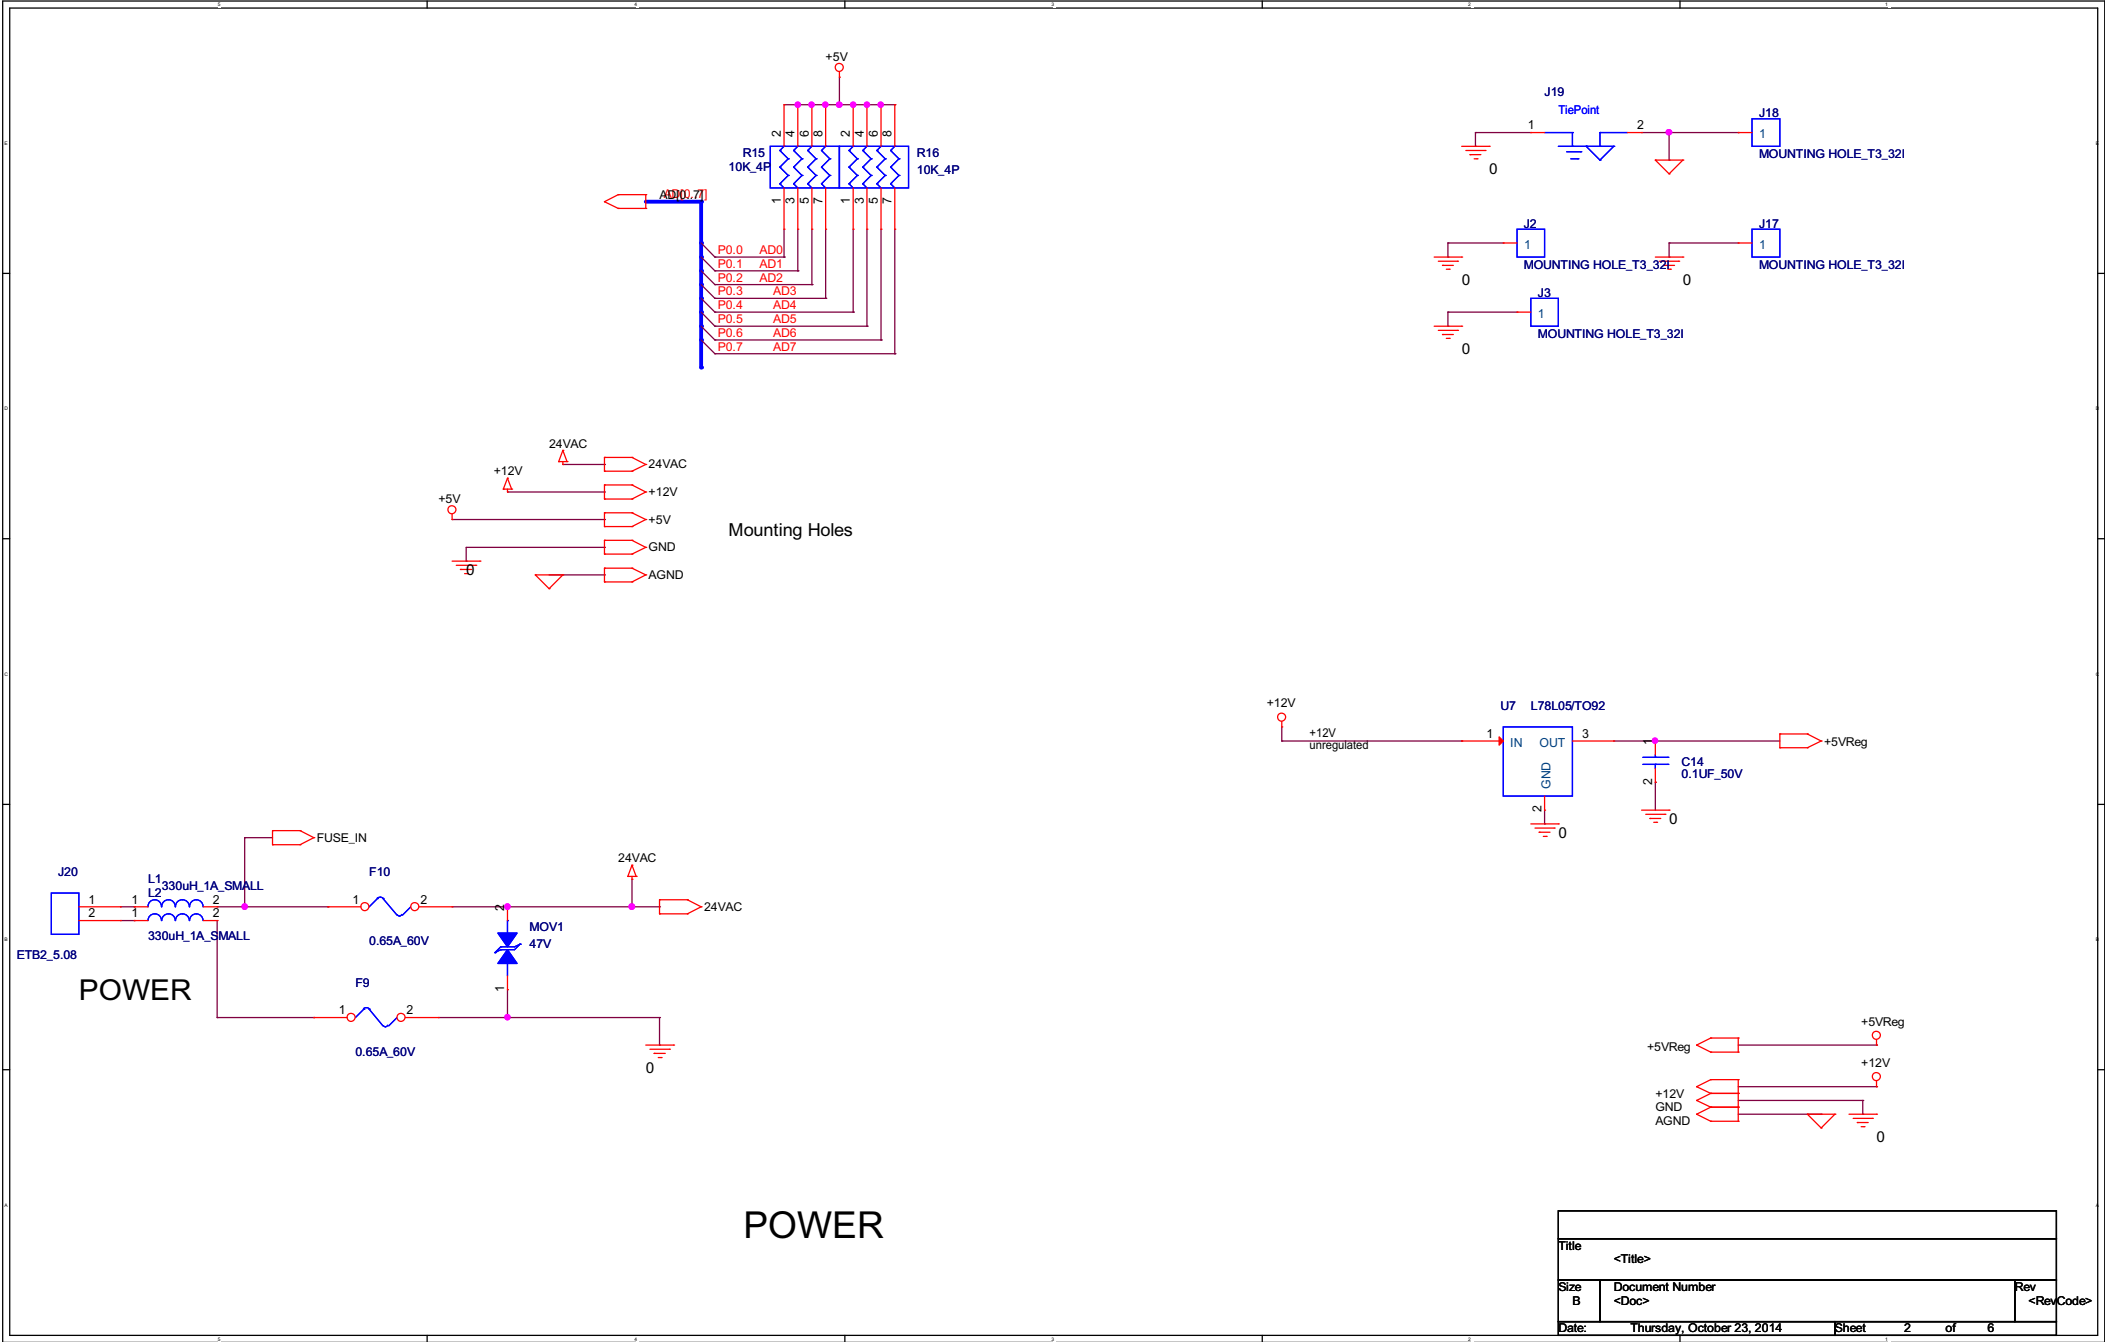 +5V
2 4 6 8 2 4 6 8
R15
10K_4P
R16
10K_4P
1 3 5 7 1 3 5 7
AD[0..7]
P0.0 AD0
P0.1 AD1
P0.2 AD2
P0.3 AD3
P0.4 AD4
P0.5 AD5
P0.6 AD6
P0.7 AD7
J19
TiePoint
1 2
0
J18
1
MOUNTING HOLE_T3_32I
J2
1
MOUNTING HOLE_T3_32I
0
J17
1
MOUNTING HOLE_T3_32I
0
J3
1
MOUNTING HOLE_T3_32I
0
24VAC
24VAC
+12V
+12V
+5V
+5V
GND
0
AGND
Mounting Holes
+12V
+12V
unregulated
U7 L78L05/TO92
1 IN OUT 3
GND
2
0
1
C14
0.1UF_50V
2
0
+5VReg
FUSE_IN
J20
1
2
ETB2_5.08
POWER
L1
330uH_1A_SMALL
L2
1 2
1 2
330uH_1A_SMALL
F10
1 2
0.65A_60V
F9
1 2
0.65A_60V
24VAC
24VAC
2
MOV1
47V
1
0
+5VReg
+5VReg
+12V
+12V
GND
AGND
0
POWER
Title
<Title>
Size
B
Document Number
<Doc>
Rev
<RevCode>
Date: Thursday, October 23, 2014 Sheet 2 of 6